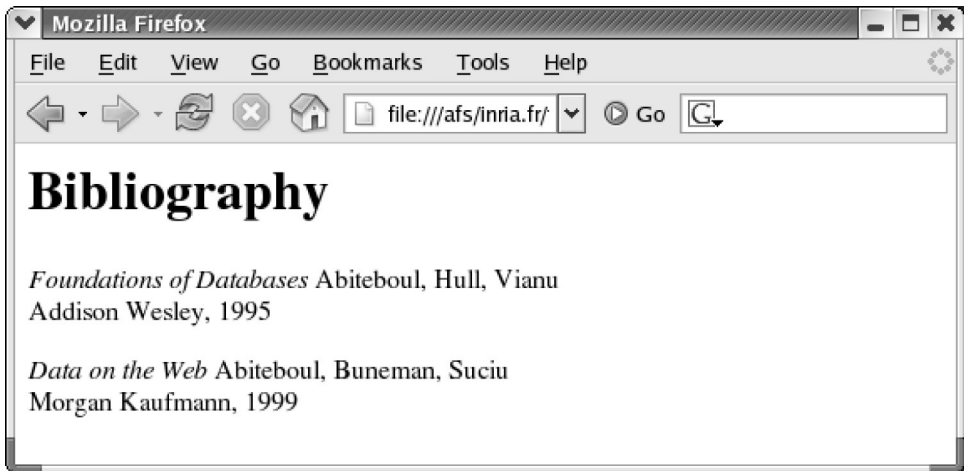 Mozilla Firefox
File Edit View Go Bookmarks Tools Help
file:///afs/inria.fr/ Go G
Bibliography
Foundations of Databases Abiteboul, Hull, Vianu
Addison Wesley, 1995
Data on the Web Abiteboul, Buneman, Suciu
Morgan Kaufmann, 1999